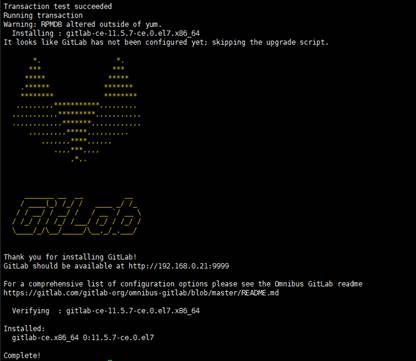 Transaction test succeeded
Running transaction
Warning: RPMDB altered outside of yum.
Installing : gitlab-ce-11.5.7-ce.0.el7.x86_64
It looks like GitLab has not been configured yet; skipping the upgrade script.
GitLab
Thank you for installing GitLab!
GitLab should be available at http://192.168.0.21:9999
For a comprehensive list of configuration options please see the Omnibus GitLab readme
https://gitlab.com/gitlab-org/omnibus-gitlab/blob/master/README.md
Verifying : gitlab-ce-11.5.7-ce.0.el7.x86_64
Installed:
gitlab-ce.x86_64 0:11.5.7-ce.0.el7
Complete!